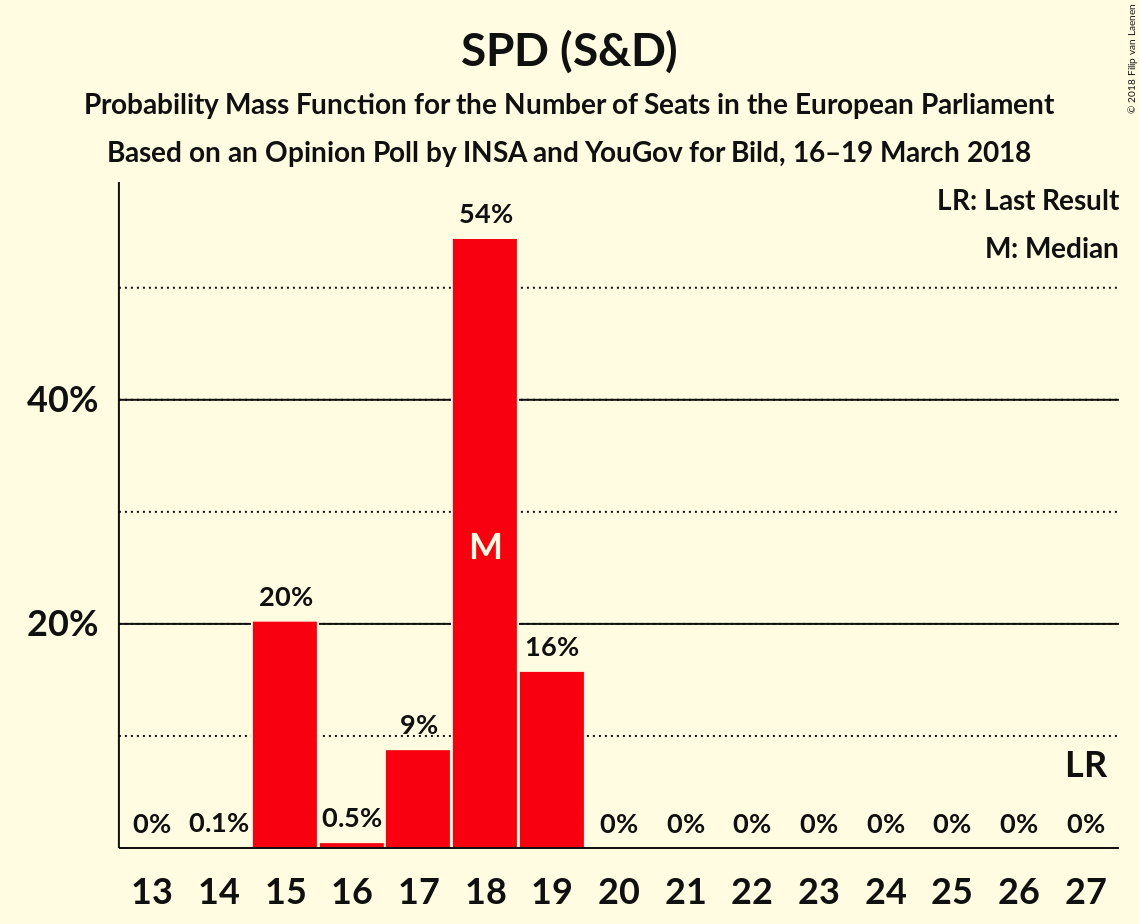 SPD (S&D)
Probability Mass Function for the Number of Seats in the European Parliament
Based on an Opinion Poll by INSA and YouGov for Bild, 16–19 March 2018
© 2018 Filip van Laenen
LR: Last Result
M: Median
54%
40%
M
20%
20%
16%
9%
LR
0% 0.1% 0.5% 0% 0% 0% 0% 0% 0% 0% 0%
13 14 15 16 17 18 19 20 21 22 23 24 25 26 27